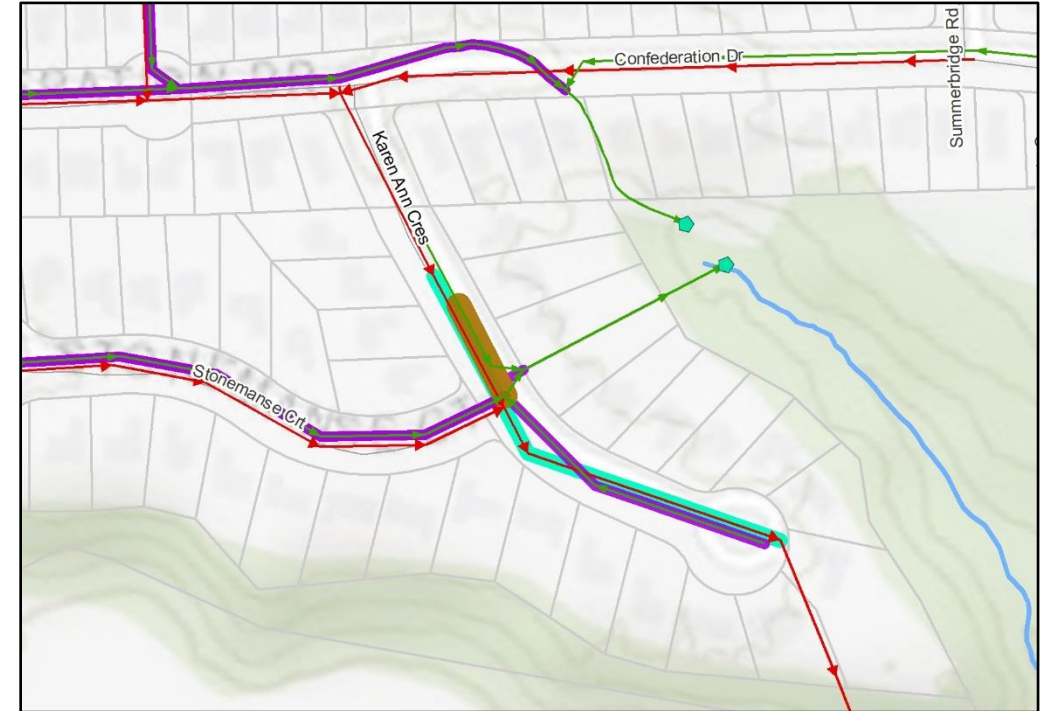 Summerbridge Rd
Confederation Dr
Karen Ann Cres
Stonemanse Crt